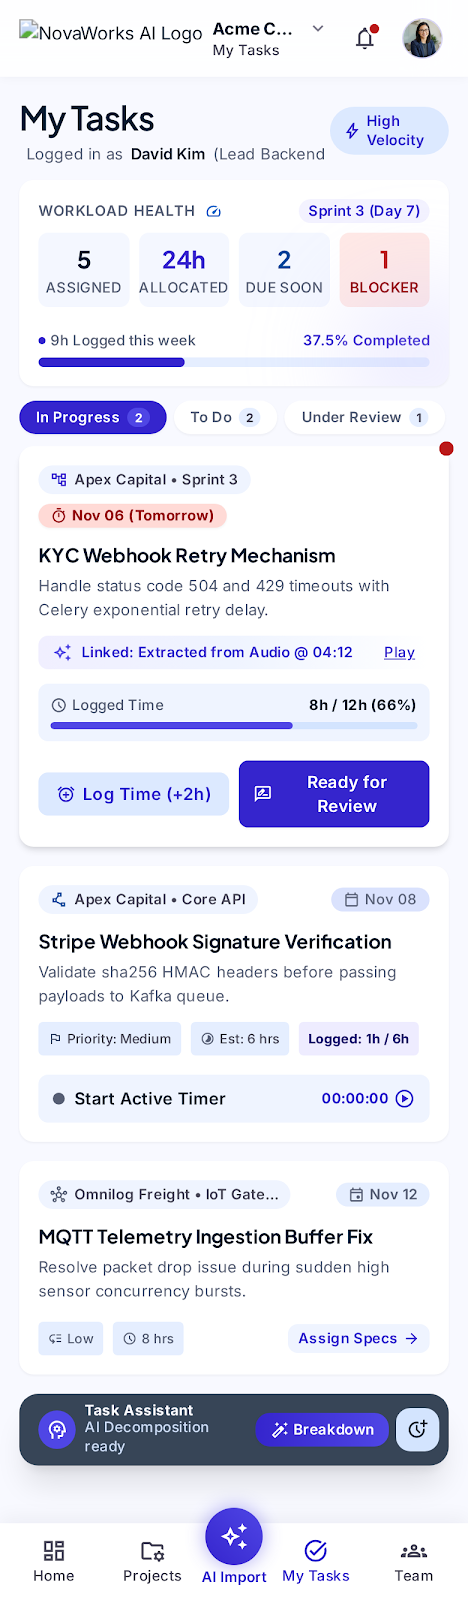 NovaWorks AI Logo
Acme C...
My Tasks
My Tasks
Logged in as David Kim (Lead Backend
High
Velocity
WORKLOAD HEALTH
Sprint 3 (Day 7)
5
ASSIGNED
24h
ALLOCATED
2
DUE SOON
1
BLOCKER
9h Logged this week
37.5% Completed
In Progress 2
To Do 2
Under Review 1
Apex Capital • Sprint 3
Nov 06 (Tomorrow)
KYC Webhook Retry Mechanism
Handle status code 504 and 429 timeouts with
Celery exponential retry delay.
Linked: Extracted from Audio @ 04:12
Play
Logged Time
8h / 12h (66%)
Log Time (+2h)
Ready for
Review
Apex Capital • Core API
Nov 08
Stripe Webhook Signature Verification
Validate sha256 HMAC headers before passing
payloads to Kafka queue.
Priority: Medium
Est: 6 hrs
Logged: 1h / 6h
Start Active Timer
00:00:00
Omnilog Freight • IoT Gate...
Nov 12
MQTT Telemetry Ingestion Buffer Fix
Resolve packet drop issue during sudden high
sensor concurrency bursts.
Low
8 hrs
Assign Specs →
Task Assistant
AI Decomposition
ready
Breakdown
Home
Projects
AI Import
My Tasks
Team